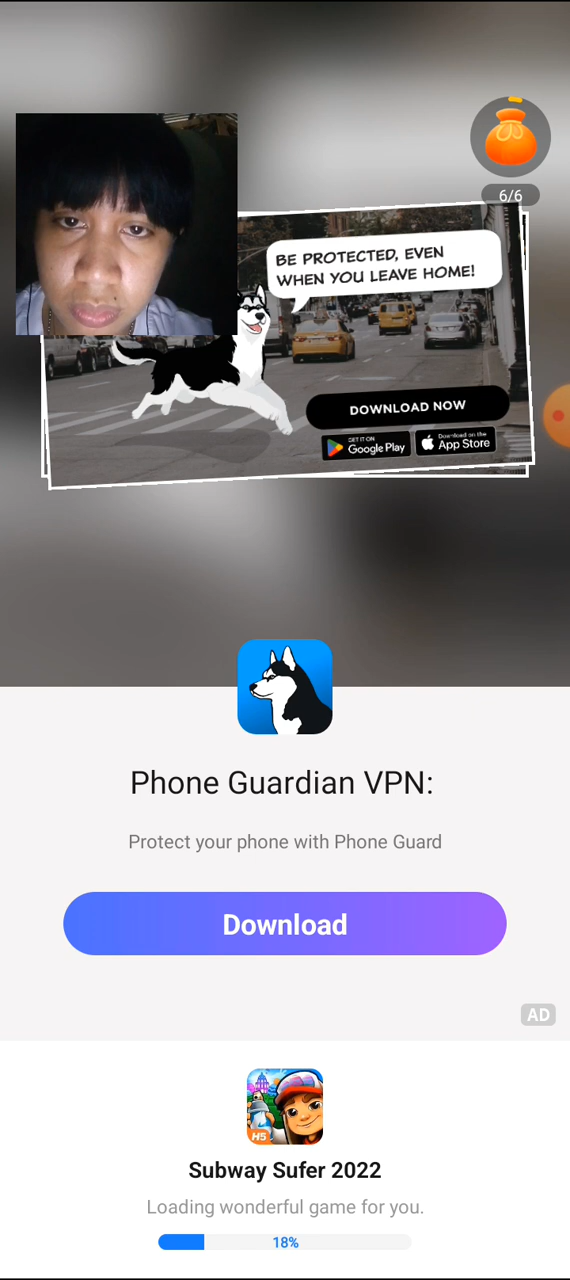 6/6
BE PROTECTED, EVEN
WHEN YOU LEAVE HOME!
DOWNLOAD NOW
GET IT ON
Google Play
Download on the
App Store
Phone Guardian VPN:
Protect your phone with Phone Guard
Download
AD
H5
Subway Sufer 2022
Loading wonderful game for you.
18%